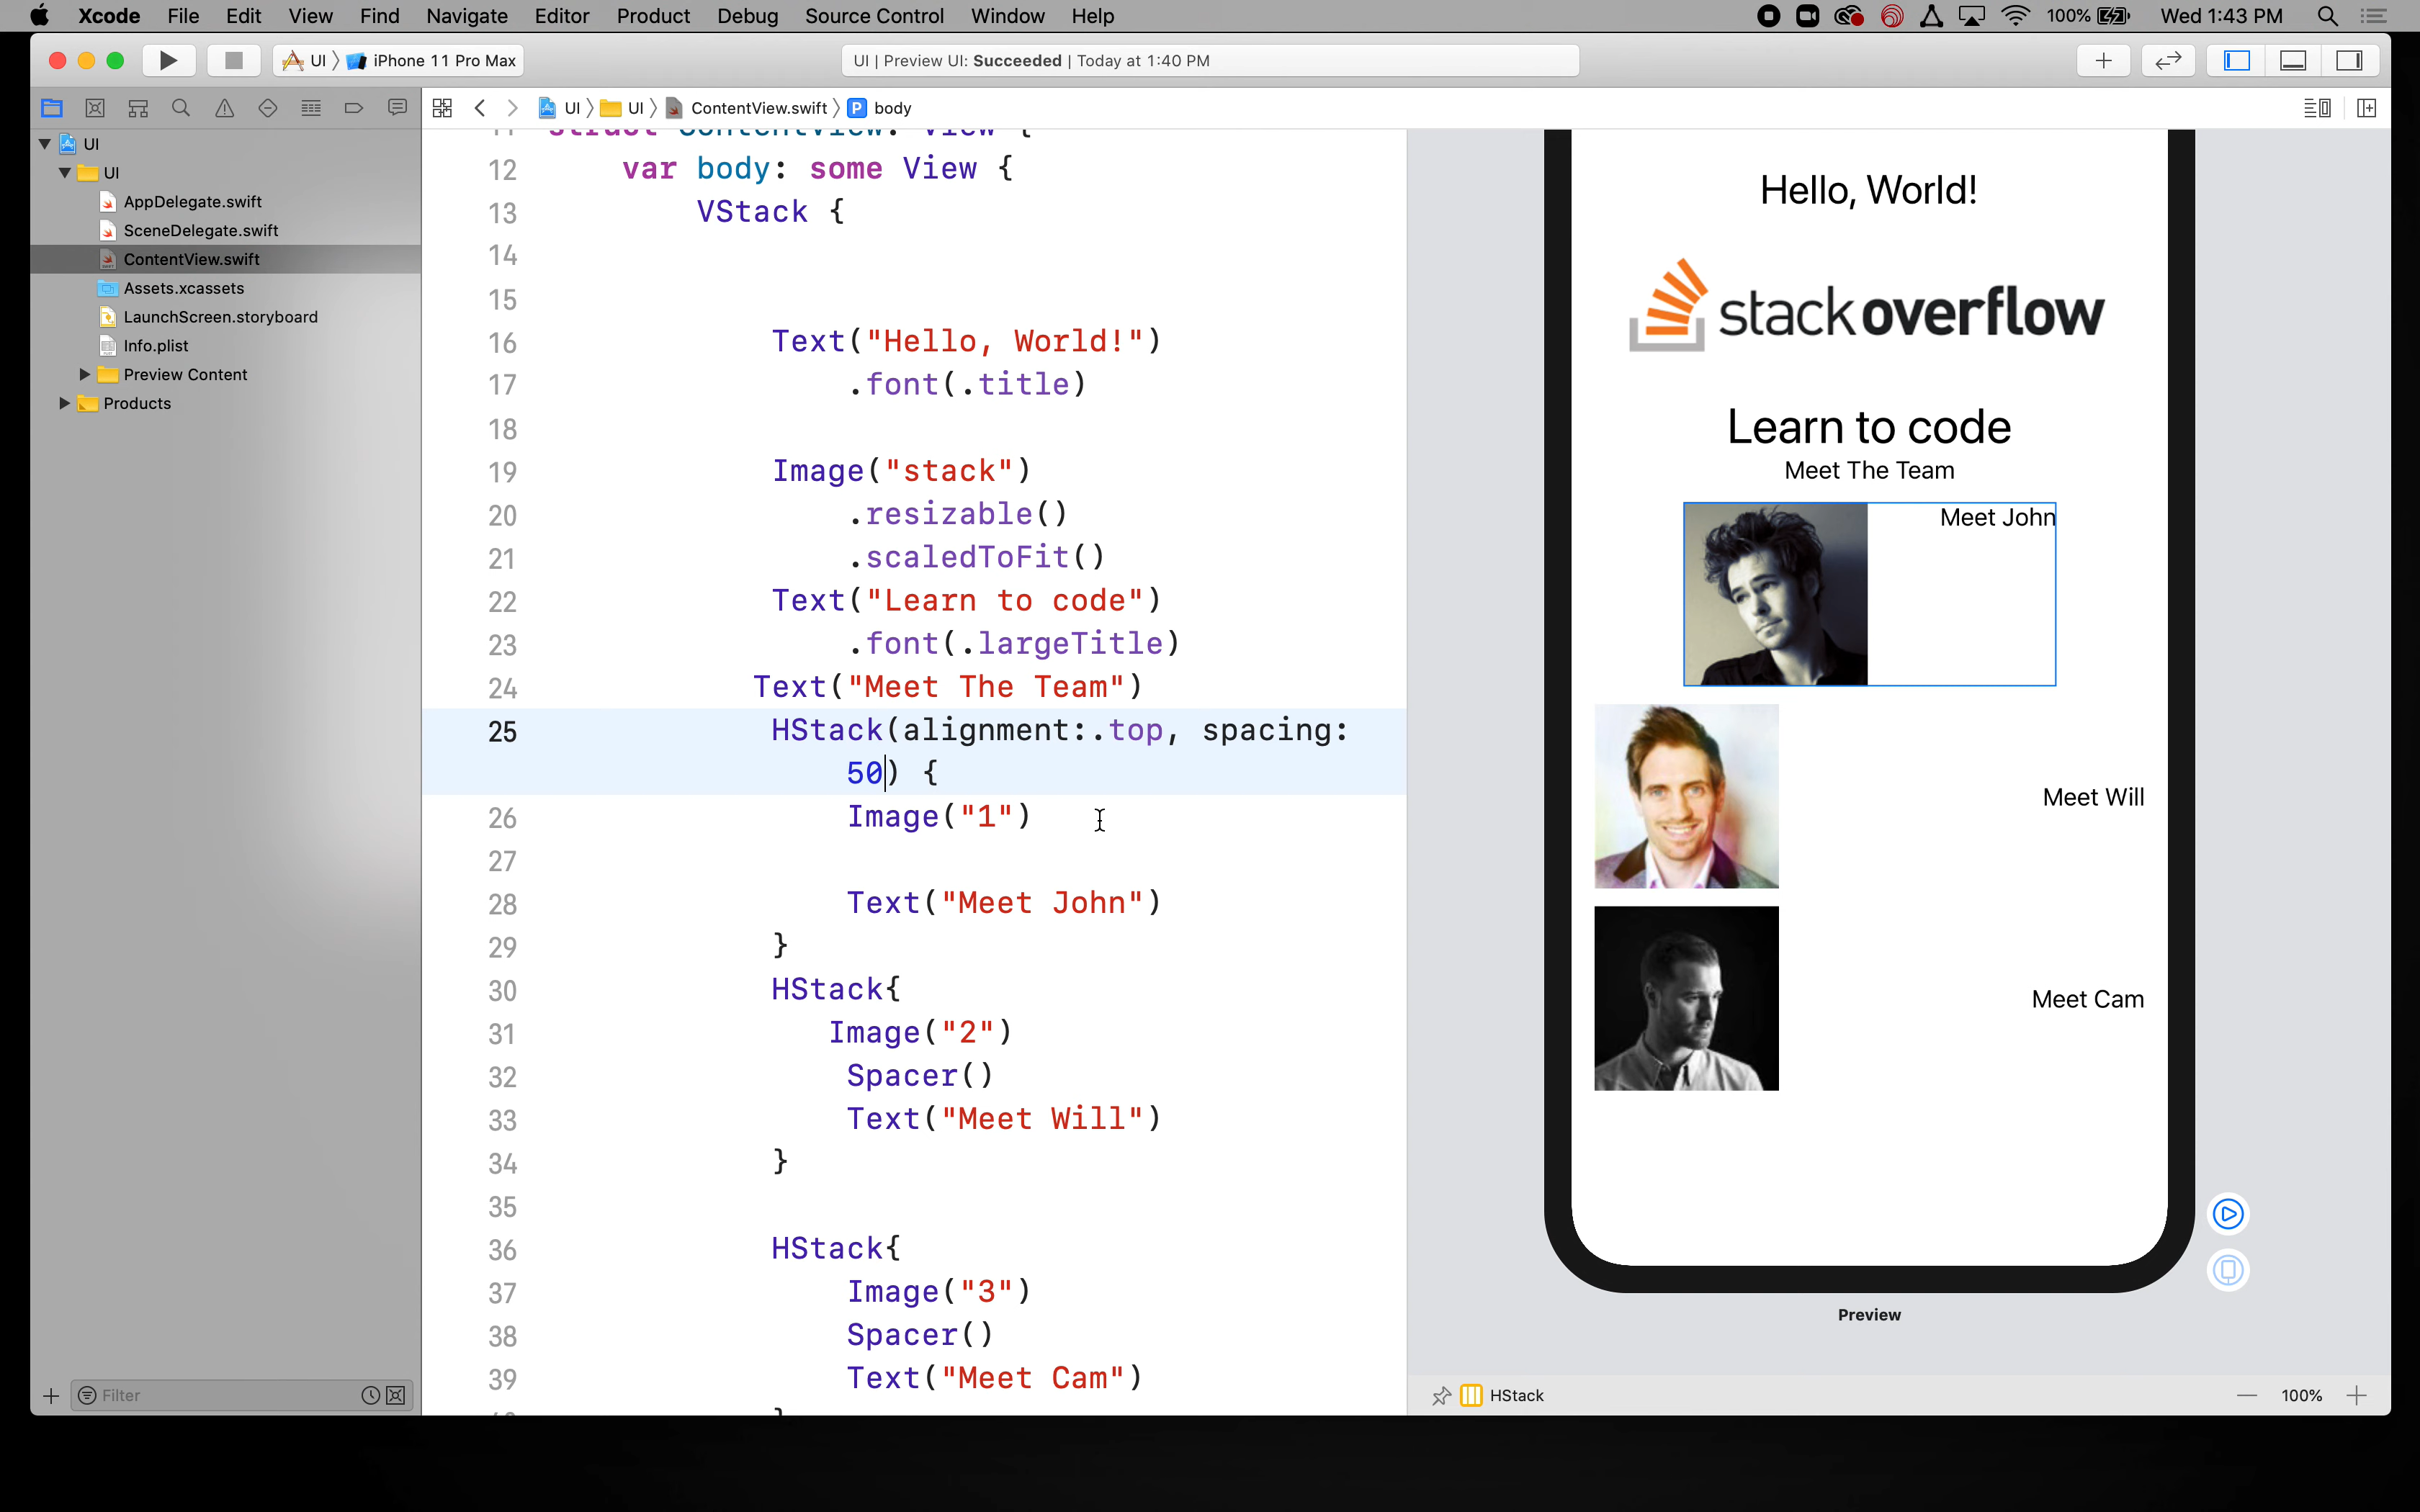 Xcode File Edit View Find Navigate Editor Product Debug Source Control Window Help 100% Wed 1:43 PM
UI iPhone 11 Pro Max
UI | Preview UI: Succeeded | Today at 1:40 PM
UI UI ContentView.swift P body
UI
UI
AppDelegate.swift
SceneDelegate.swift
ContentView.swift
Assets.xcassets
LaunchScreen.storyboard
Info.plist
Preview Content
Products
Filter
11 struct ContentView: View {
12 var body: some View {
13 VStack {
14
15
16 Text("Hello, World!")
17 .font(.title)
18
19 Image("stack")
20 .resizable()
21 .scaledToFit()
22 Text("Learn to code")
23 .font(.largeTitle)
24 Text("Meet The Team")
25 HStack(alignment:.top, spacing:
50) {
26 Image("1")
27
28 Text("Meet John")
29 }
30 HStack{
31 Image("2")
32 Spacer()
33 Text("Meet Will")
34 }
35
36 HStack{
37 Image("3")
38 Spacer()
39 Text("Meet Cam")
Hello, World!
stackoverflow
Learn to code
Meet The Team
Meet John
Meet Will
Meet Cam
Preview
HStack
100%